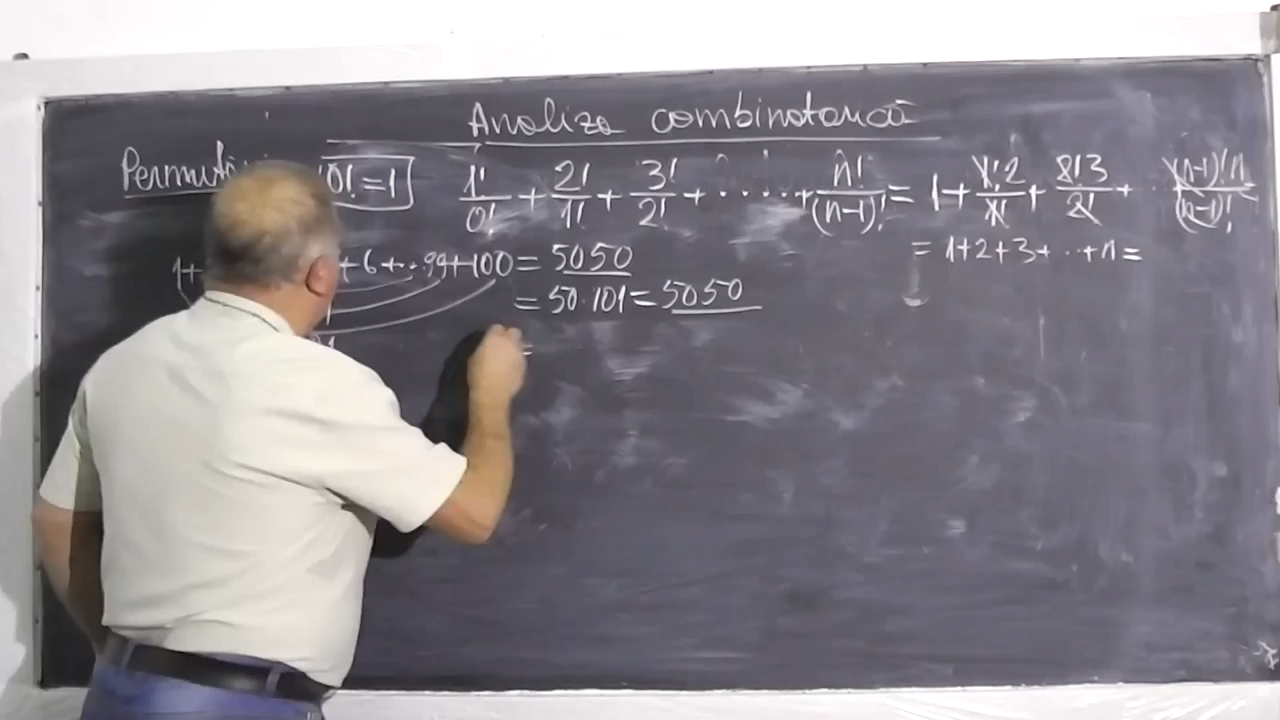 Analiza combinatorică
0!=1
1!/0! + 2!/1! + 3!/2! + ..... + n!/(n-1)! = 1 + 1!·2/1! + 2!3/2! + ... (n-1)!n/(n-1)!
= 1+2+3+...+n=
1+ +6+...99+100 = 5050
= 50·101 = 5050
=